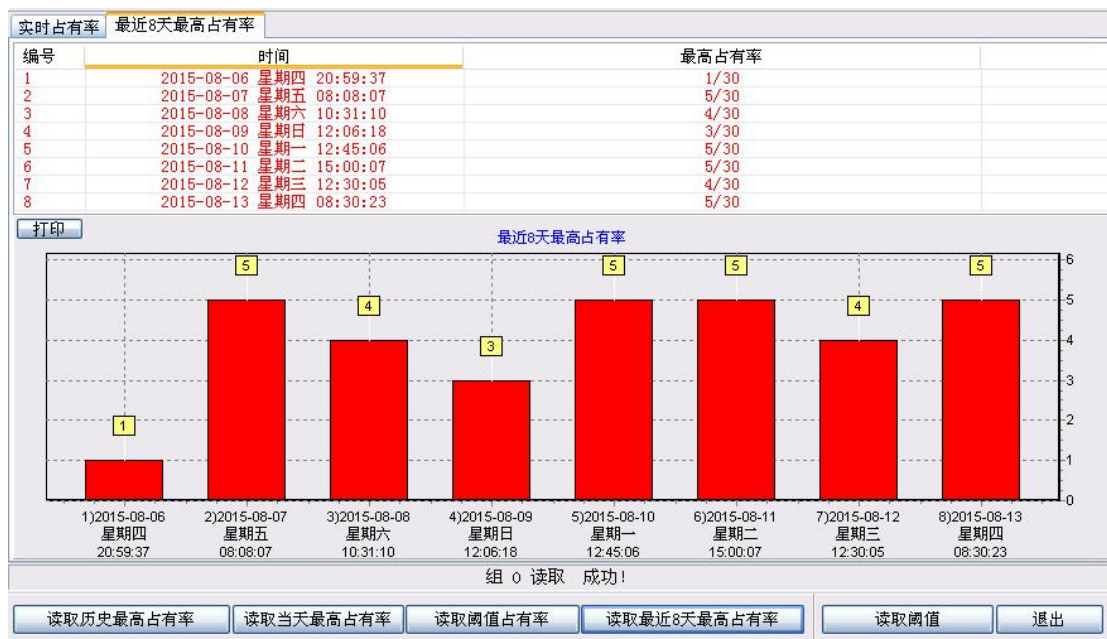 实时占有率 最近8天最高占有率
编号 时间 最高占有率
1 2015-08-06 星期四 20:59:37 1/30
2 2015-08-07 星期五 08:08:07 5/30
3 2015-08-08 星期六 10:31:10 4/30
4 2015-08-09 星期日 12:06:18 3/30
5 2015-08-10 星期一 12:45:06 5/30
6 2015-08-11 星期二 15:00:07 5/30
7 2015-08-12 星期三 12:30:05 4/30
8 2015-08-13 星期四 08:30:23 5/30
打印
最近8天最高占有率
6
5 5 5 5
5
4 4
4
3
3
2
1
1
0
1)2015-08-06 2)2015-08-07 3)2015-08-08 4)2015-08-09 5)2015-08-10 6)2015-08-11 7)2015-08-12 8)2015-08-13
星期四 星期五 星期六 星期日 星期一 星期二 星期三 星期四
20:59:37 08:08:07 10:31:10 12:06:18 12:45:06 15:00:07 12:30:05 08:30:23
组 0 读取 成功!
读取历史最高占有率 读取当天最高占有率 读取阈值占有率 读取最近8天最高占有率 读取阈值 退出